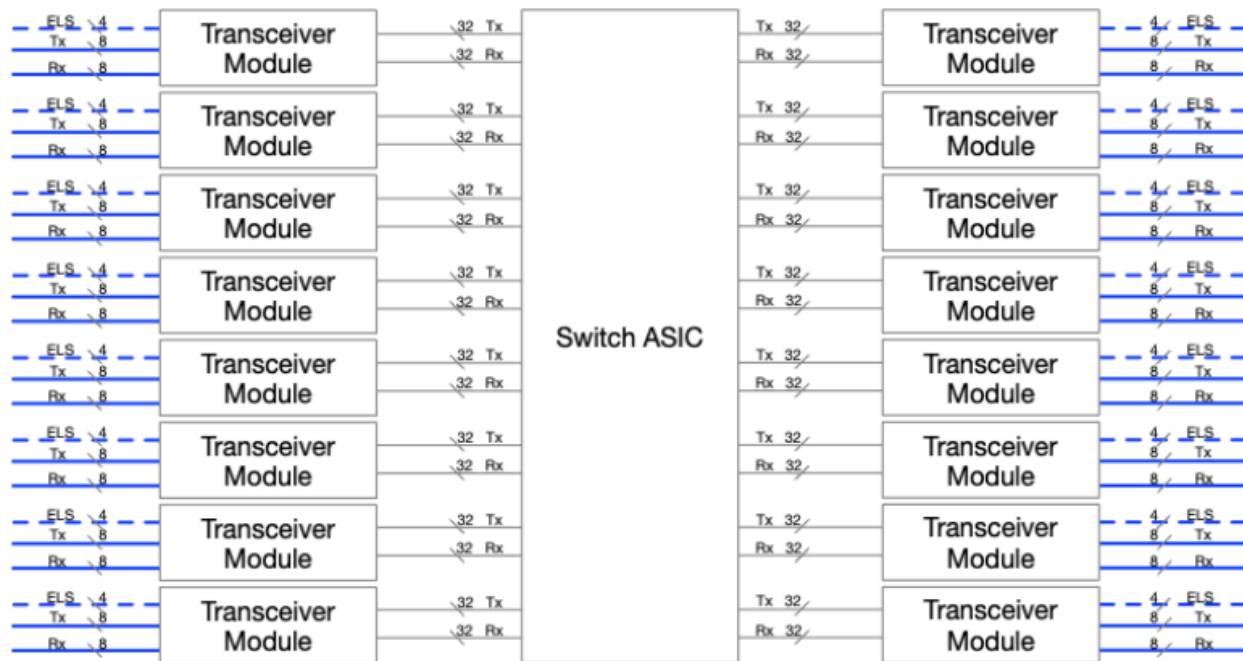 ELS 4
Tx 8
Rx 8
Transceiver
Module
32 Tx
32 Rx
Tx 32
Rx 32
Transceiver
Module
4 ELS
8 Tx
8 Rx
ELS 4
Tx 8
Rx 8
Transceiver
Module
32 Tx
32 Rx
Tx 32
Rx 32
Transceiver
Module
4 ELS
8 Tx
8 Rx
ELS 4
Tx 8
Rx 8
Transceiver
Module
32 Tx
32 Rx
Tx 32
Rx 32
Transceiver
Module
4 ELS
8 Tx
8 Rx
ELS 4
Tx 8
Rx 8
Transceiver
Module
32 Tx
32 Rx
Tx 32
Rx 32
Transceiver
Module
4 ELS
8 Tx
8 Rx
Switch ASIC
ELS 4
Tx 8
Rx 8
Transceiver
Module
32 Tx
32 Rx
Tx 32
Rx 32
Transceiver
Module
4 ELS
8 Tx
8 Rx
ELS 4
Tx 8
Rx 8
Transceiver
Module
32 Tx
32 Rx
Tx 32
Rx 32
Transceiver
Module
4 ELS
8 Tx
8 Rx
ELS 4
Tx 8
Rx 8
Transceiver
Module
32 Tx
32 Rx
Tx 32
Rx 32
Transceiver
Module
4 ELS
8 Tx
8 Rx
ELS 4
Tx 8
Rx 8
Transceiver
Module
32 Tx
32 Rx
Tx 32
Rx 32
Transceiver
Module
4 ELS
8 Tx
8 Rx